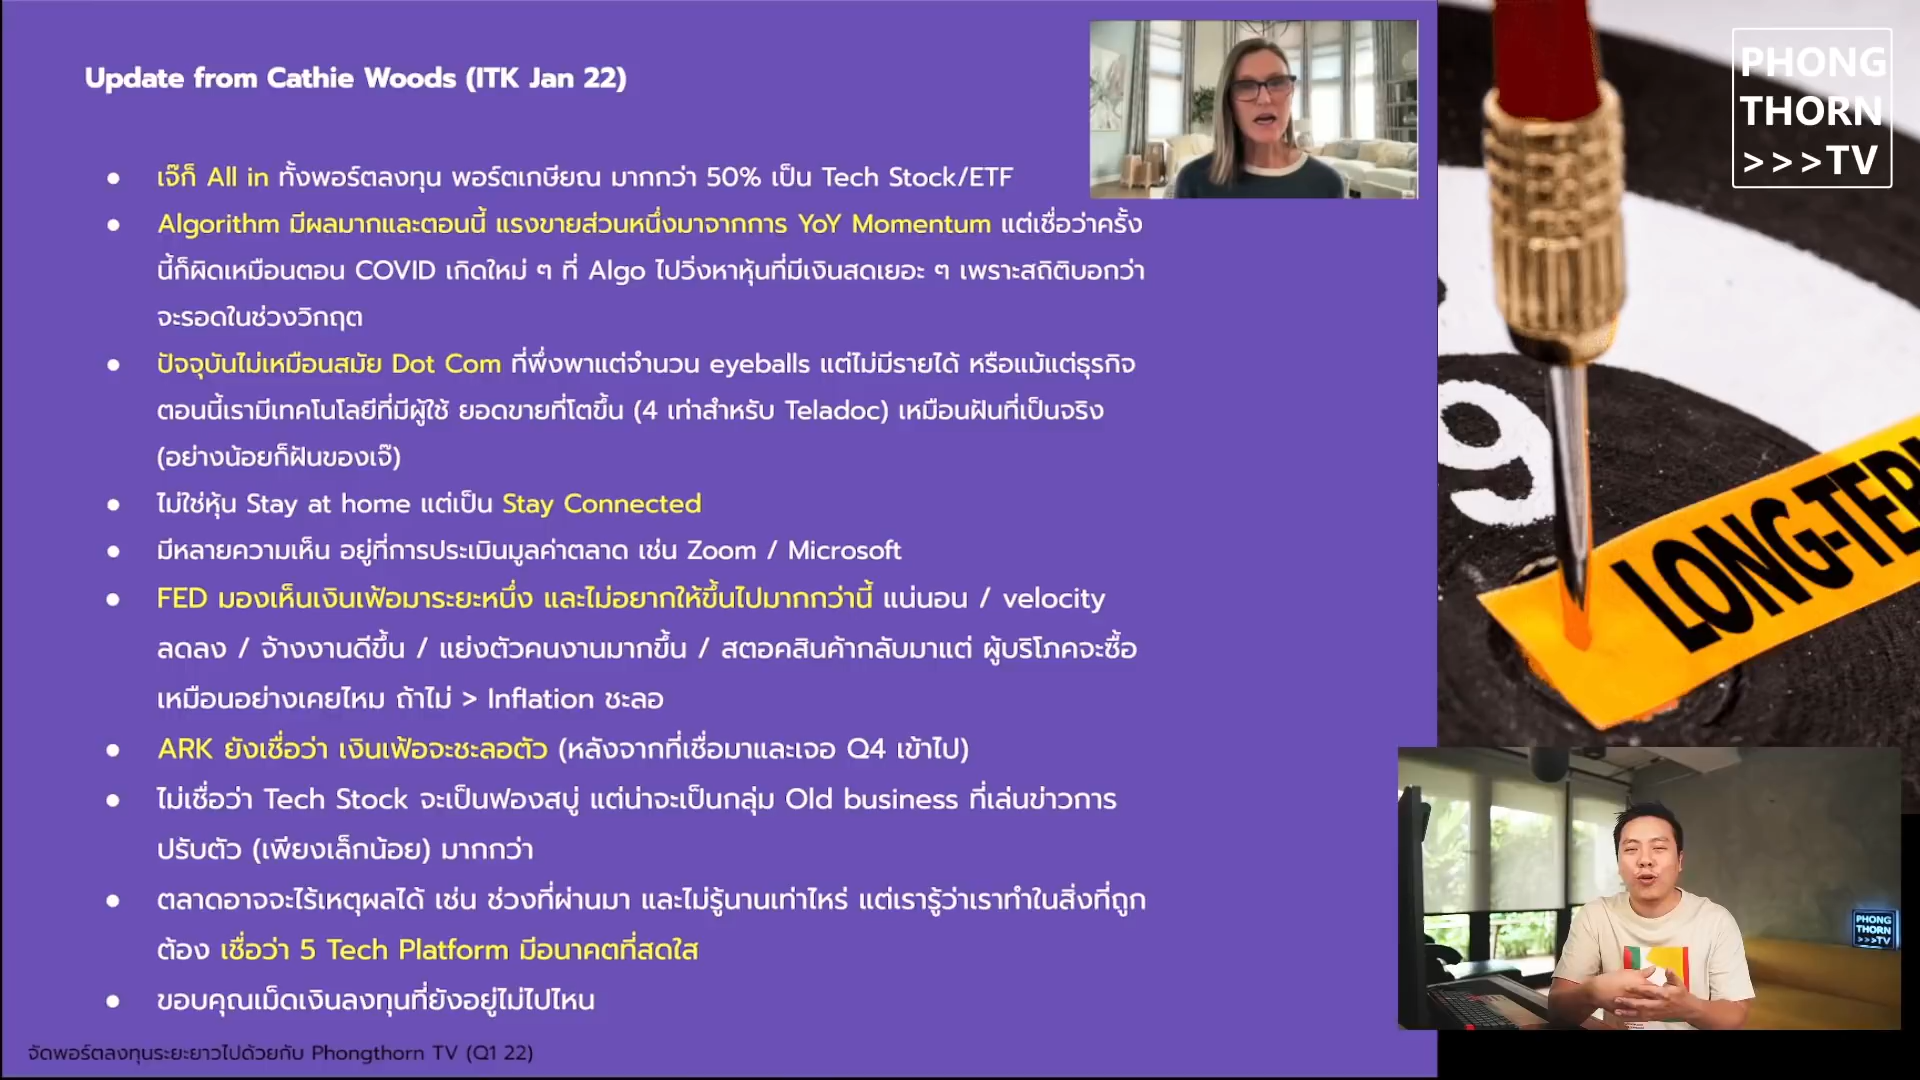 Update from Cathie Woods (ITK Jan 22)
● เจ๊ก็ All in ทั้งพอร์ตลงทุน พอร์ตเกษียณ มากกว่า 50% เป็น Tech Stock/ETF
● Algorithm มีผลมากและตอนนี้ แรงขายส่วนหนึ่งมาจากการ YoY Momentum แต่เชื่อว่าครั้ง
นี้ก็ผิดเหมือนตอน COVID เกิดใหม่ ๆ ที่ Algo ไปวิ่งหาหุ้นที่มีเงินสดเยอะ ๆ เพราะสถิติบอกว่า
จะรอดในช่วงวิกฤต
● ปัจจุบันไม่เหมือนสมัย Dot Com ที่พึ่งพาแต่จำนวน eyeballs แต่ไม่มีรายได้ หรือแม้แต่ธุรกิจ
ตอนนี้เรามีเทคโนโลยีที่มีผู้ใช้ ยอดขายที่โตขึ้น (4 เท่าสำหรับ Teladoc) เหมือนฝันที่เป็นจริง
(อย่างน้อยก็ฝันของเจ๊)
● ไม่ใช่หุ้น Stay at home แต่เป็น Stay Connected
● มีหลายความเห็น อยู่ที่การประเมินมูลค่าตลาด เช่น Zoom / Microsoft
● FED มองเห็นเงินเฟ้อมาระยะหนึ่ง และไม่อยากให้ขึ้นไปมากกว่านี้ แน่นอน / velocity
ลดลง / จ้างงานดีขึ้น / แย่งตัวคนงานมากขึ้น / สตอคสินค้ากลับมาแต่ ผู้บริโภคจะซื้อ
เหมือนอย่างเคยไหม ถ้าไม่ > Inflation ชะลอ
● ARK ยังเชื่อว่า เงินเฟ้อจะชะลอตัว (หลังจากที่เชื่อมาและเจอ Q4 เข้าไป)
● ไม่เชื่อว่า Tech Stock จะเป็นฟองสบู่ แต่น่าจะเป็นกลุ่ม Old business ที่เล่นข่าวการ
ปรับตัว (เพียงเล็กน้อย) มากกว่า
● ตลาดอาจจะไร้เหตุผลได้ เช่น ช่วงที่ผ่านมา และไม่รู้นานเท่าไหร่ แต่เรารู้ว่าเราทำในสิ่งที่ถูก
ต้อง เชื่อว่า 5 Tech Platform มีอนาคตที่สดใส
● ขอบคุณเม็ดเงินลงทุนที่ยังอยู่ไม่ไปไหน
จัดพอร์ตลงทุนระยะยาวไปด้วยกับ Phongthorn TV (Q1 22)
PHONG
THORN
>>>TV
9
LONG-TER
PHONG
THORN
>>>TV